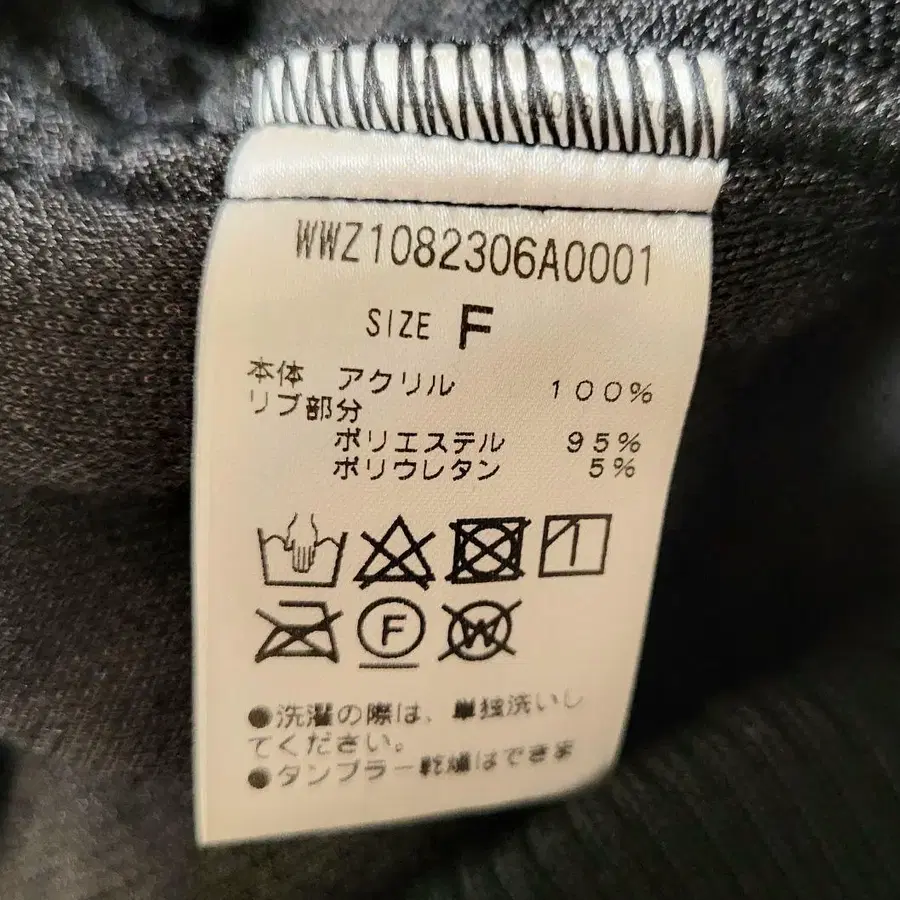 WWZ1082306A0001
SIZE F
本体 アクリル 100%
リブ部分
ポリエステル 95%
ポリウレタン 5%
F
W
●洗濯の際は、単独洗いし
てください。
●タンブラー乾燥はできま